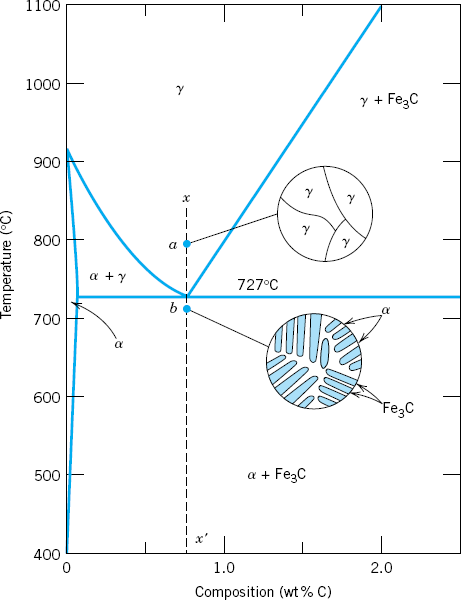 1100
1000
900
800
700
600
500
400
Temperature (°C)
γ
γ + Fe₃C
x
a
γ
γ
γ
γ
α + γ
727°C
b
α
α
Fe₃C
α + Fe₃C
x′
0
1.0
2.0
Composition (wt% C)